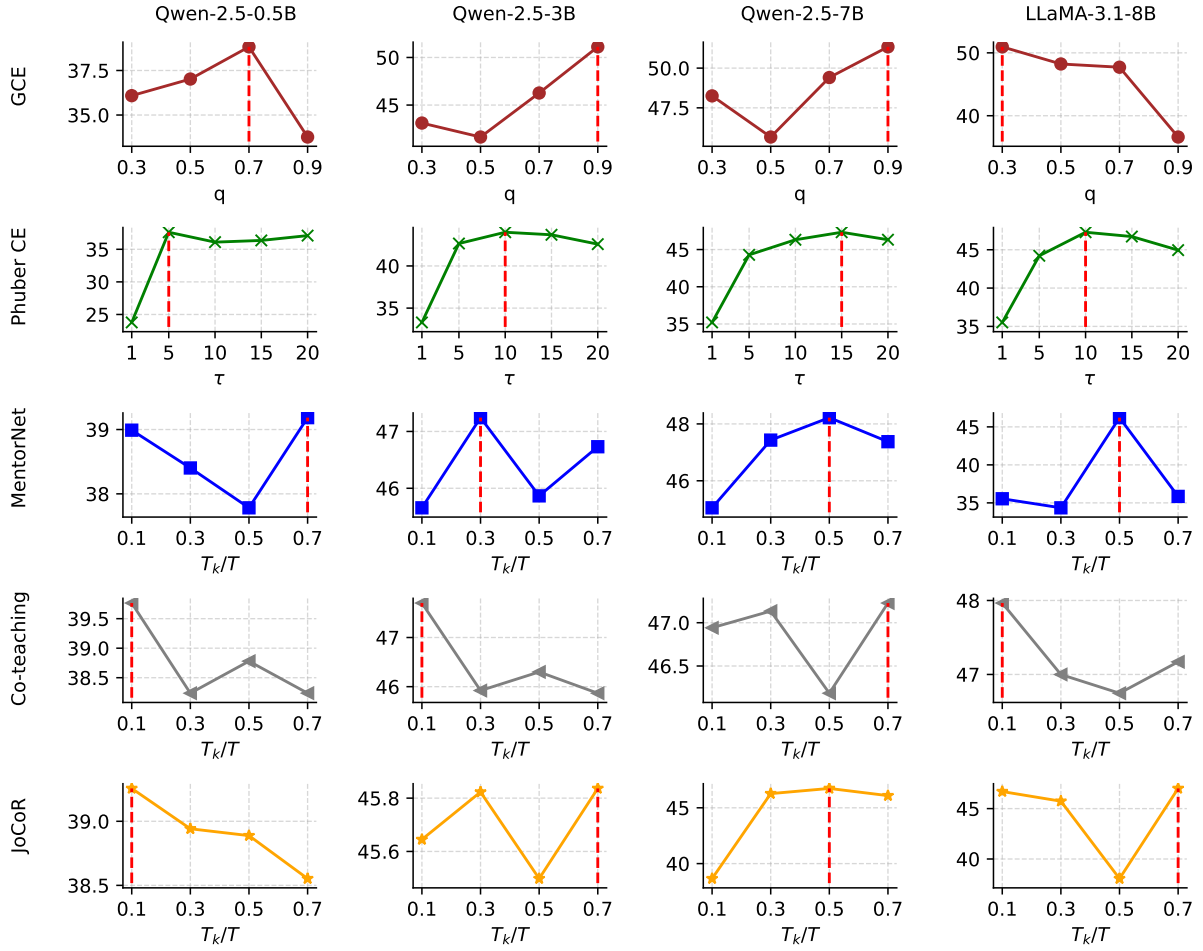 Qwen-2.5-0.5B Qwen-2.5-3B Qwen-2.5-7B LLaMA-3.1-8B
GCE
37.5
35.0
0.3 0.5 0.7 0.9
q
50
45
0.3 0.5 0.7 0.9
q
50.0
47.5
0.3 0.5 0.7 0.9
q
50
40
0.3 0.5 0.7 0.9
q
Phuber CE
35
30
25
1 5 10 15 20
τ
40
35
1 5 10 15 20
τ
45
40
35
1 5 10 15 20
τ
45
40
35
1 5 10 15 20
τ
MentorNet
39
38
0.1 0.3 0.5 0.7
T_k/T
47
46
0.1 0.3 0.5 0.7
T_k/T
48
46
0.1 0.3 0.5 0.7
T_k/T
45
40
35
0.1 0.3 0.5 0.7
T_k/T
Co-teaching
39.5
39.0
38.5
0.1 0.3 0.5 0.7
T_k/T
47
46
0.1 0.3 0.5 0.7
T_k/T
47.0
46.5
0.1 0.3 0.5 0.7
T_k/T
48
47
0.1 0.3 0.5 0.7
T_k/T
JoCoR
39.0
38.5
0.1 0.3 0.5 0.7
T_k/T
45.8
45.6
0.1 0.3 0.5 0.7
T_k/T
45
40
0.1 0.3 0.5 0.7
T_k/T
45
40
0.1 0.3 0.5 0.7
T_k/T